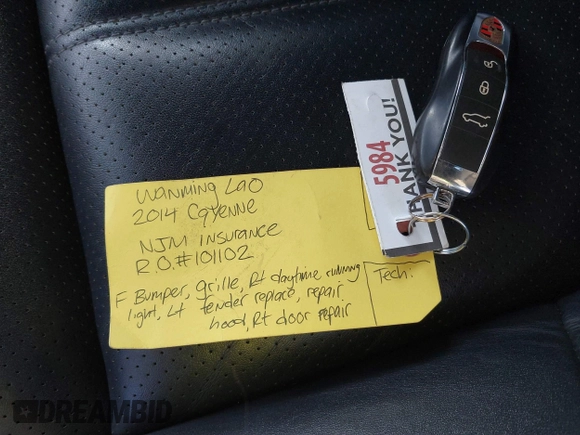 Wanming Lao
2014 Cayenne
NJM insurance
R.O.#101102
F Bumper, grille, Rt daytime running
light, Lt fender replace, repair
hood, Rt door repair
Tech:
5984
THANK YOU!
DREAMBID